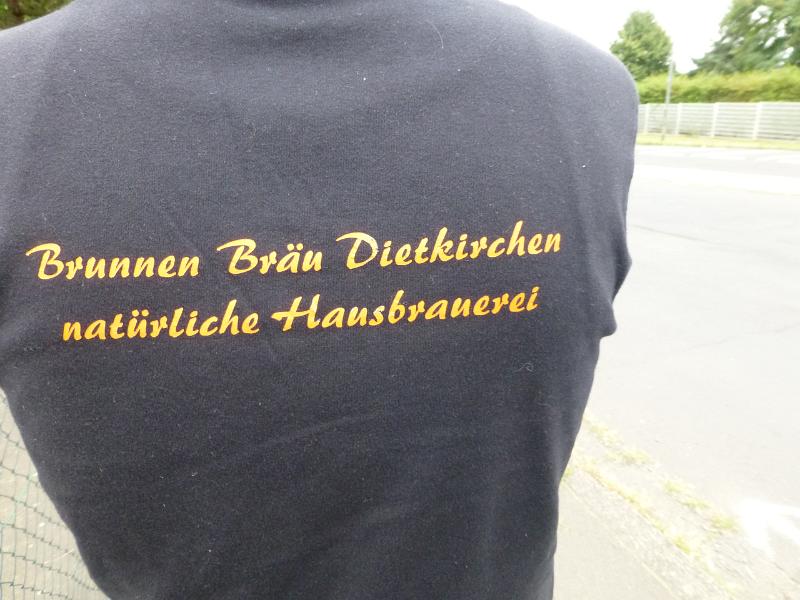 Brunnen Bräu Dietkirchen
natürliche Hausbrauerei